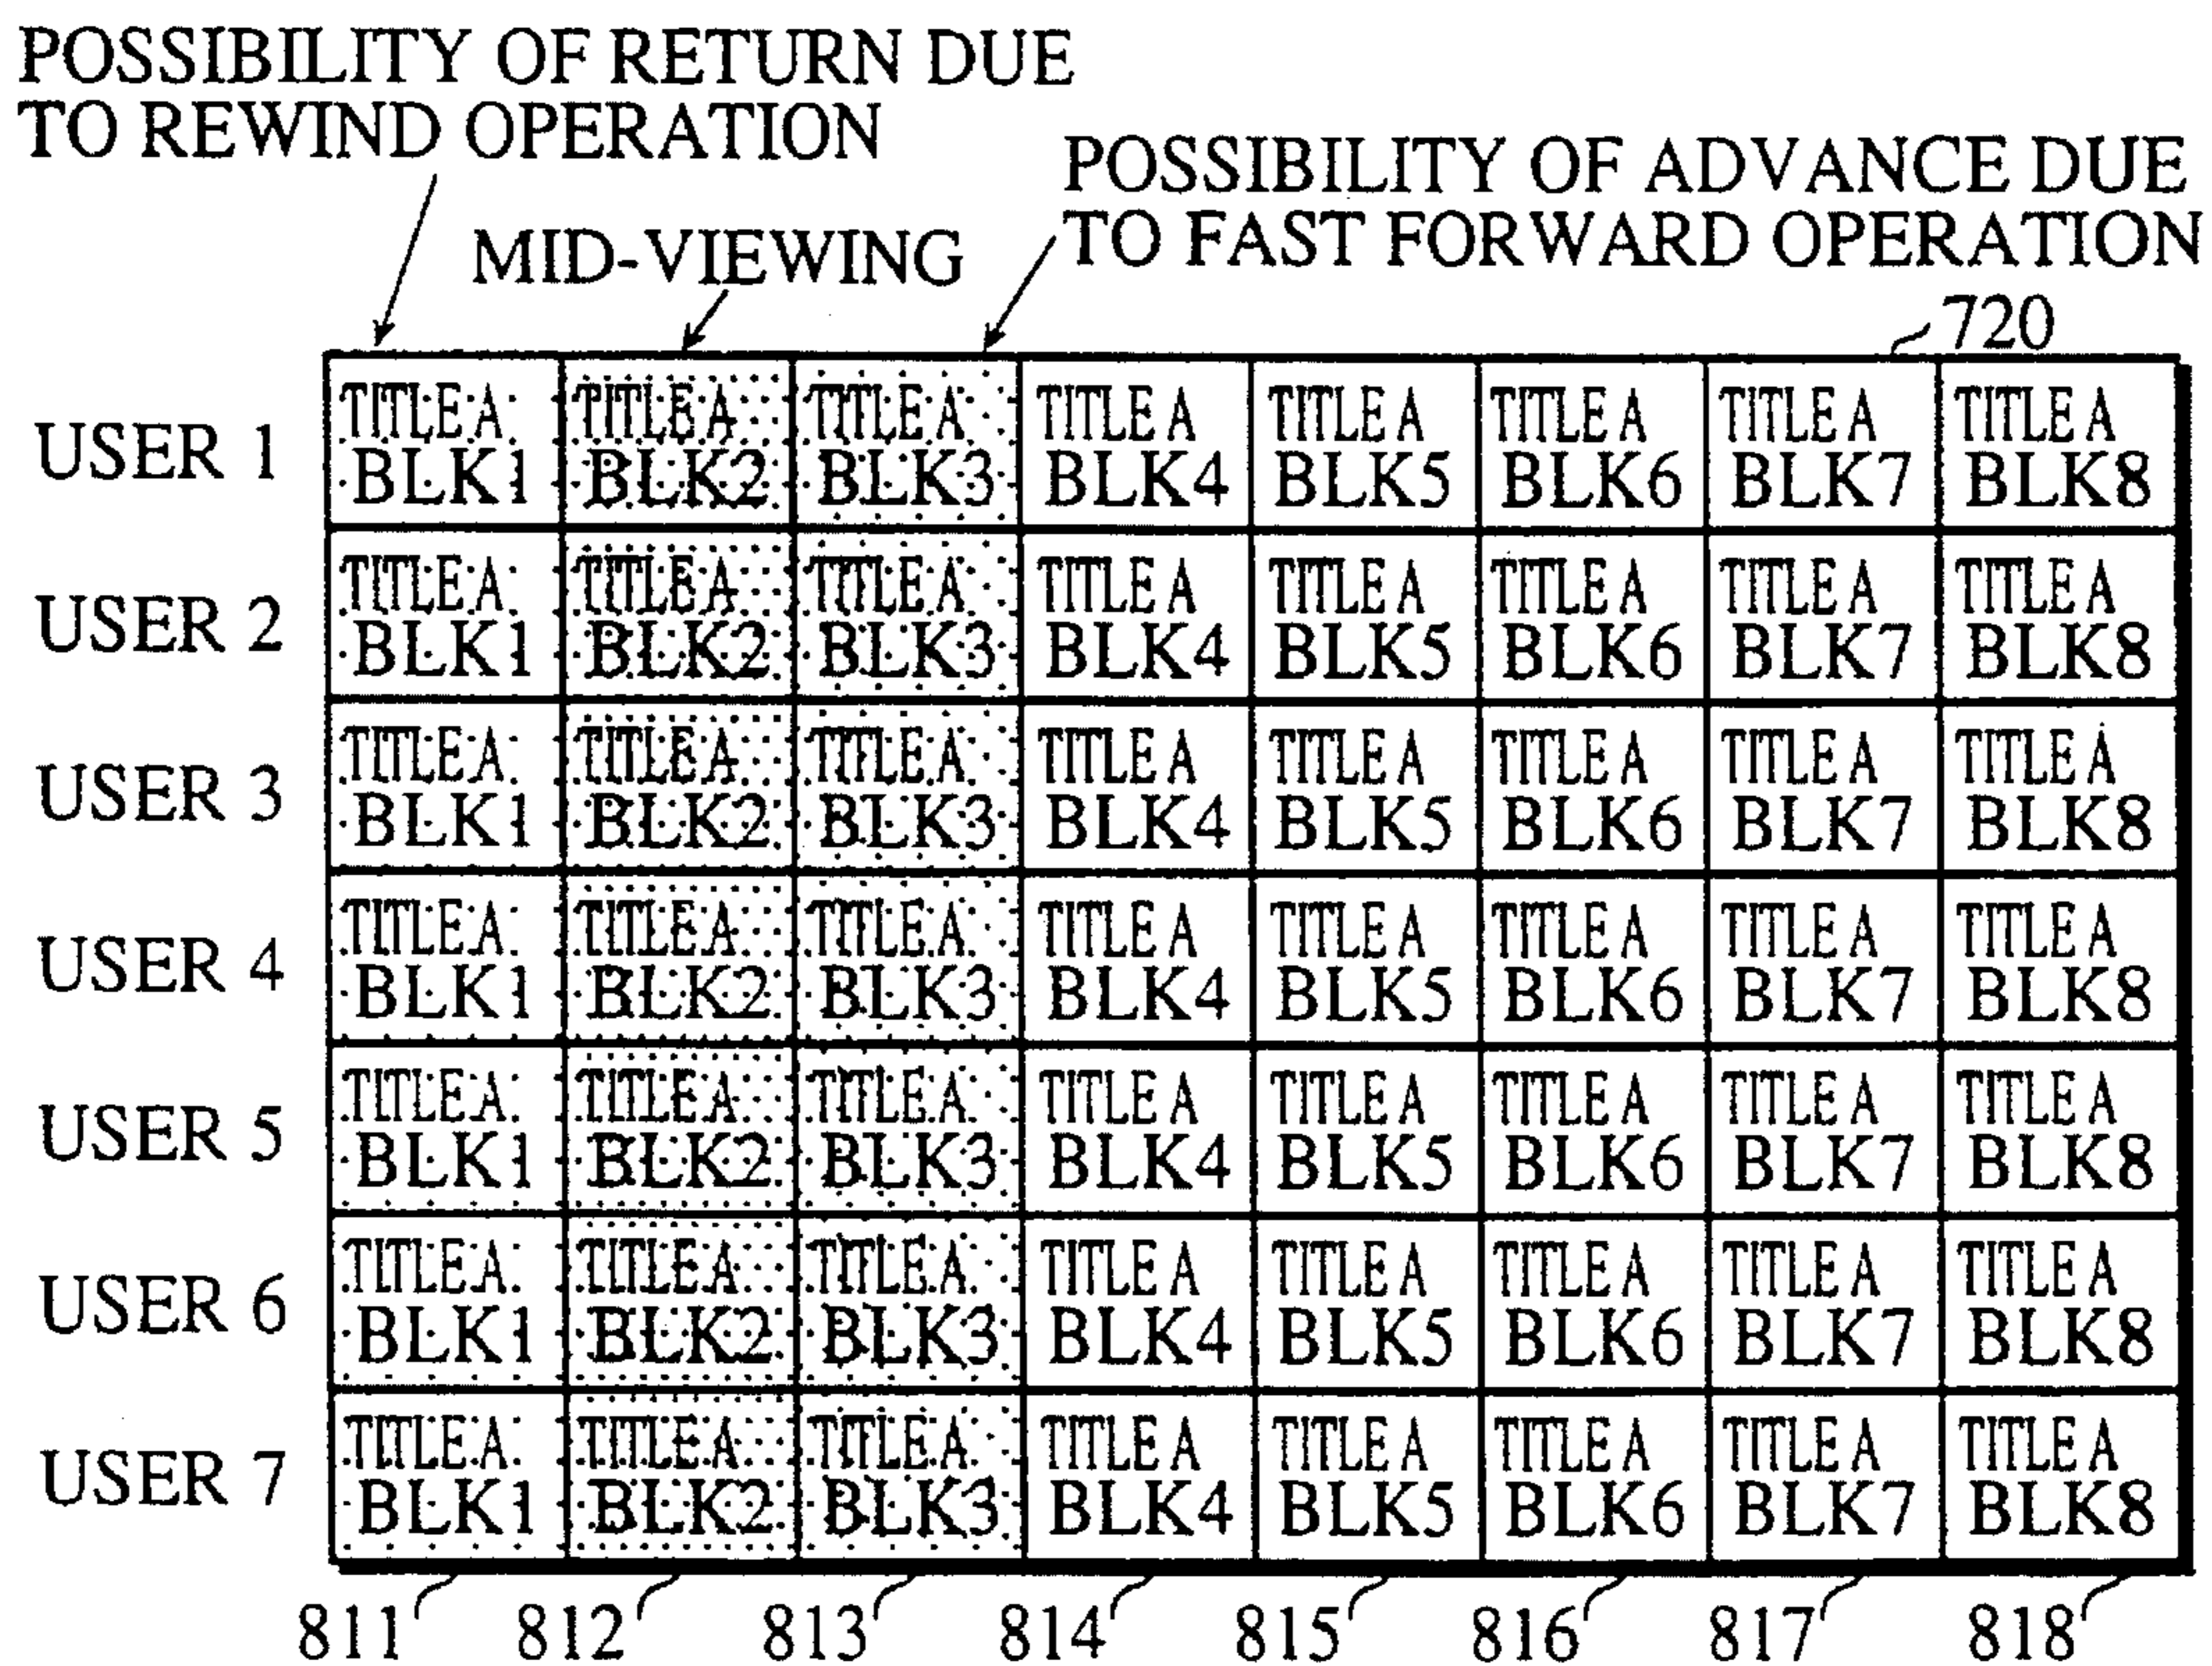 POSSIBILITY OF RETURN DUE
TO REWIND OPERATION
POSSIBILITY OF ADVANCE DUE
TO FAST FORWARD OPERATION
MID-VIEWING
720
USER 1
TITLE A TITLE A TITLE A TITLE A TITLE A TITLE A TITLE A TITLE A
BLK1 BLK2 BLK3 BLK4 BLK5 BLK6 BLK7 BLK8
USER 2
TITLE A TITLE A TITLE A TITLE A TITLE A TITLE A TITLE A TITLE A
BLK1 BLK2 BLK3 BLK4 BLK5 BLK6 BLK7 BLK8
USER 3
TITLE A TITLE A TITLE A TITLE A TITLE A TITLE A TITLE A TITLE A
BLK1 BLK2 BLK3 BLK4 BLK5 BLK6 BLK7 BLK8
USER 4
TITLE A TITLE A TITLE A TITLE A TITLE A TITLE A TITLE A TITLE A
BLK1 BLK2 BLK3 BLK4 BLK5 BLK6 BLK7 BLK8
USER 5
TITLE A TITLE A TITLE A TITLE A TITLE A TITLE A TITLE A TITLE A
BLK1 BLK2 BLK3 BLK4 BLK5 BLK6 BLK7 BLK8
USER 6
TITLE A TITLE A TITLE A TITLE A TITLE A TITLE A TITLE A TITLE A
BLK1 BLK2 BLK3 BLK4 BLK5 BLK6 BLK7 BLK8
USER 7
TITLE A TITLE A TITLE A TITLE A TITLE A TITLE A TITLE A TITLE A
BLK1 BLK2 BLK3 BLK4 BLK5 BLK6 BLK7 BLK8
811 812 813 814 815 816 817 818